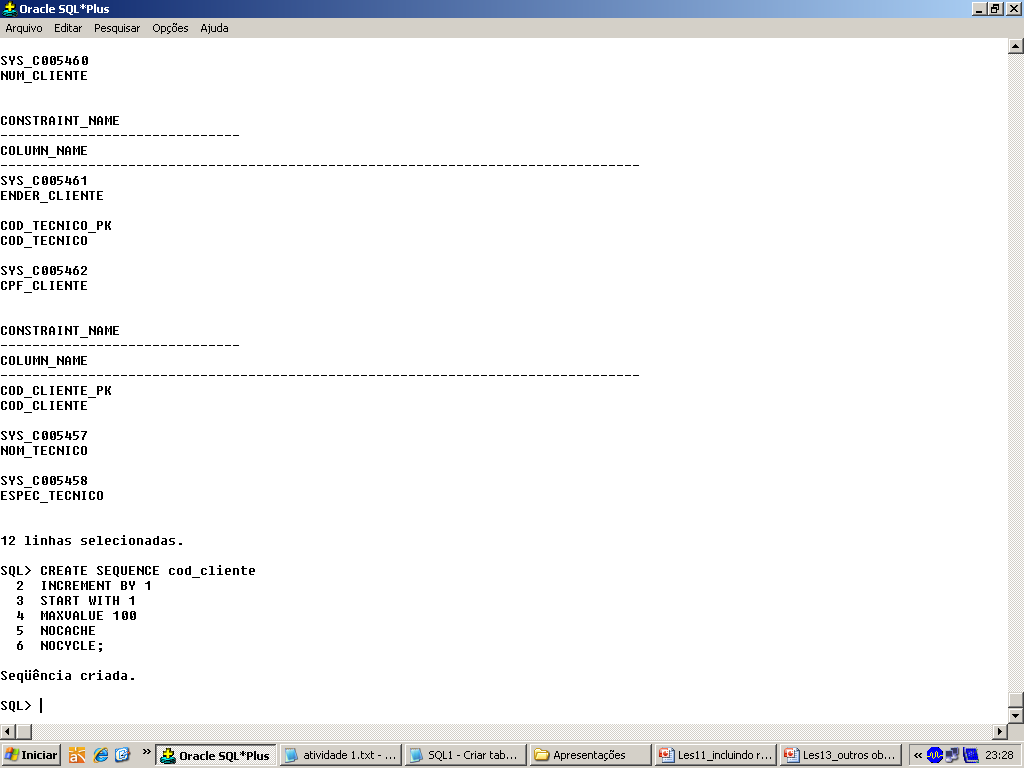 Oracle SQL*Plus
Arquivo Editar Pesquisar Opções Ajuda
SYS_C005460
NUM_CLIENTE
CONSTRAINT_NAME
------------------------------
COLUMN_NAME
--------------------------------------------------------------------------------
SYS_C005461
ENDER_CLIENTE
COD_TECNICO_PK
COD_TECNICO
SYS_C005462
CPF_CLIENTE
CONSTRAINT_NAME
------------------------------
COLUMN_NAME
--------------------------------------------------------------------------------
COD_CLIENTE_PK
COD_CLIENTE
SYS_C005457
NOM_TECNICO
SYS_C005458
ESPEC_TECNICO
12 linhas selecionadas.
SQL> CREATE SEQUENCE cod_cliente
2 INCREMENT BY 1
3 START WITH 1
4 MAXVALUE 100
5 NOCACHE
6 NOCYCLE;
Seqüência criada.
SQL>
Iniciar » Oracle SQL*Plus atividade 1.txt - ... SQL1 - Criar tab... Apresentações Les11_incluindo r... Les13_outros ob... « 23:28